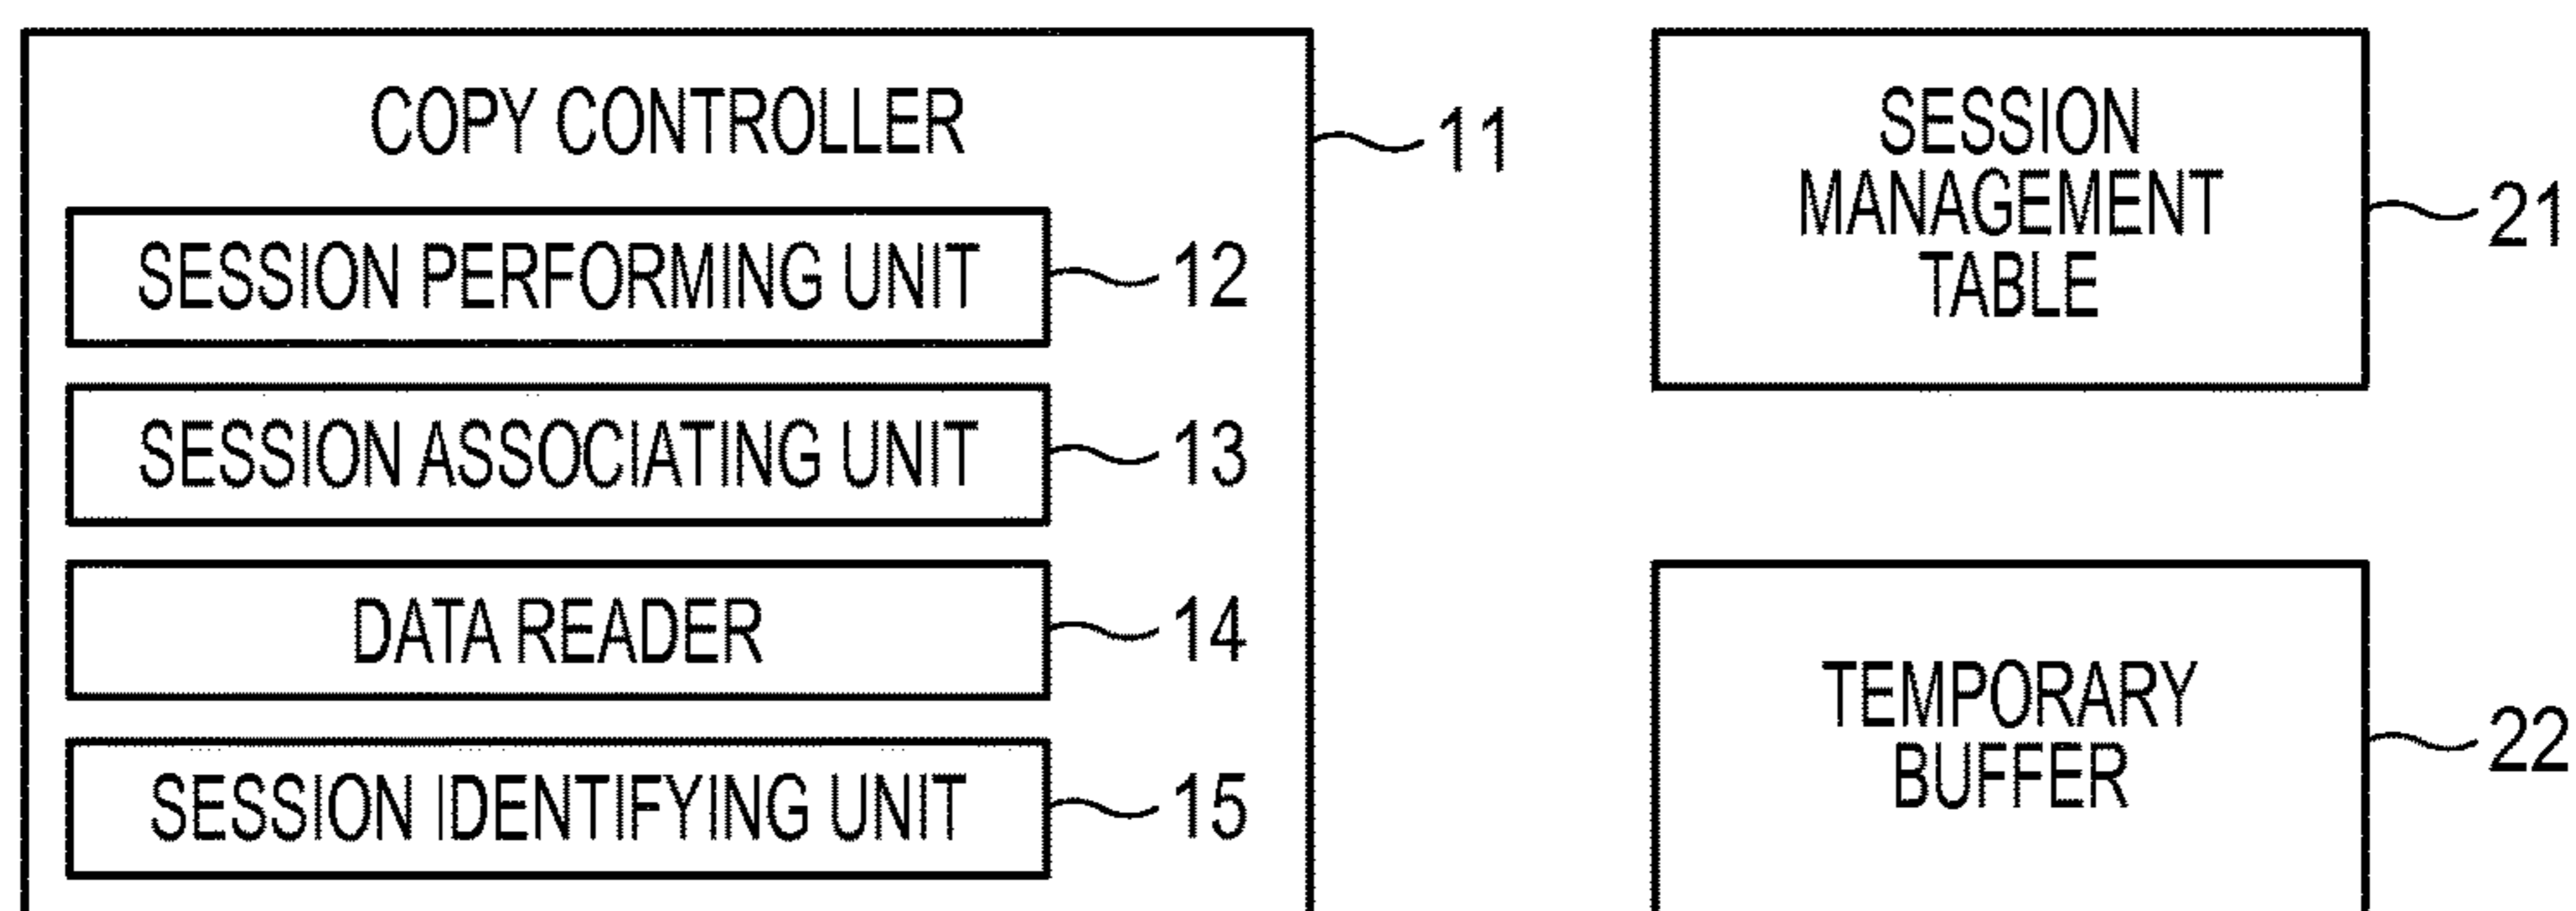 COPY CONTROLLER
11
SESSION PERFORMING UNIT
12
SESSION ASSOCIATING UNIT
13
DATA READER
14
SESSION IDENTIFYING UNIT
15
SESSION
MANAGEMENT
TABLE
21
TEMPORARY
BUFFER
22